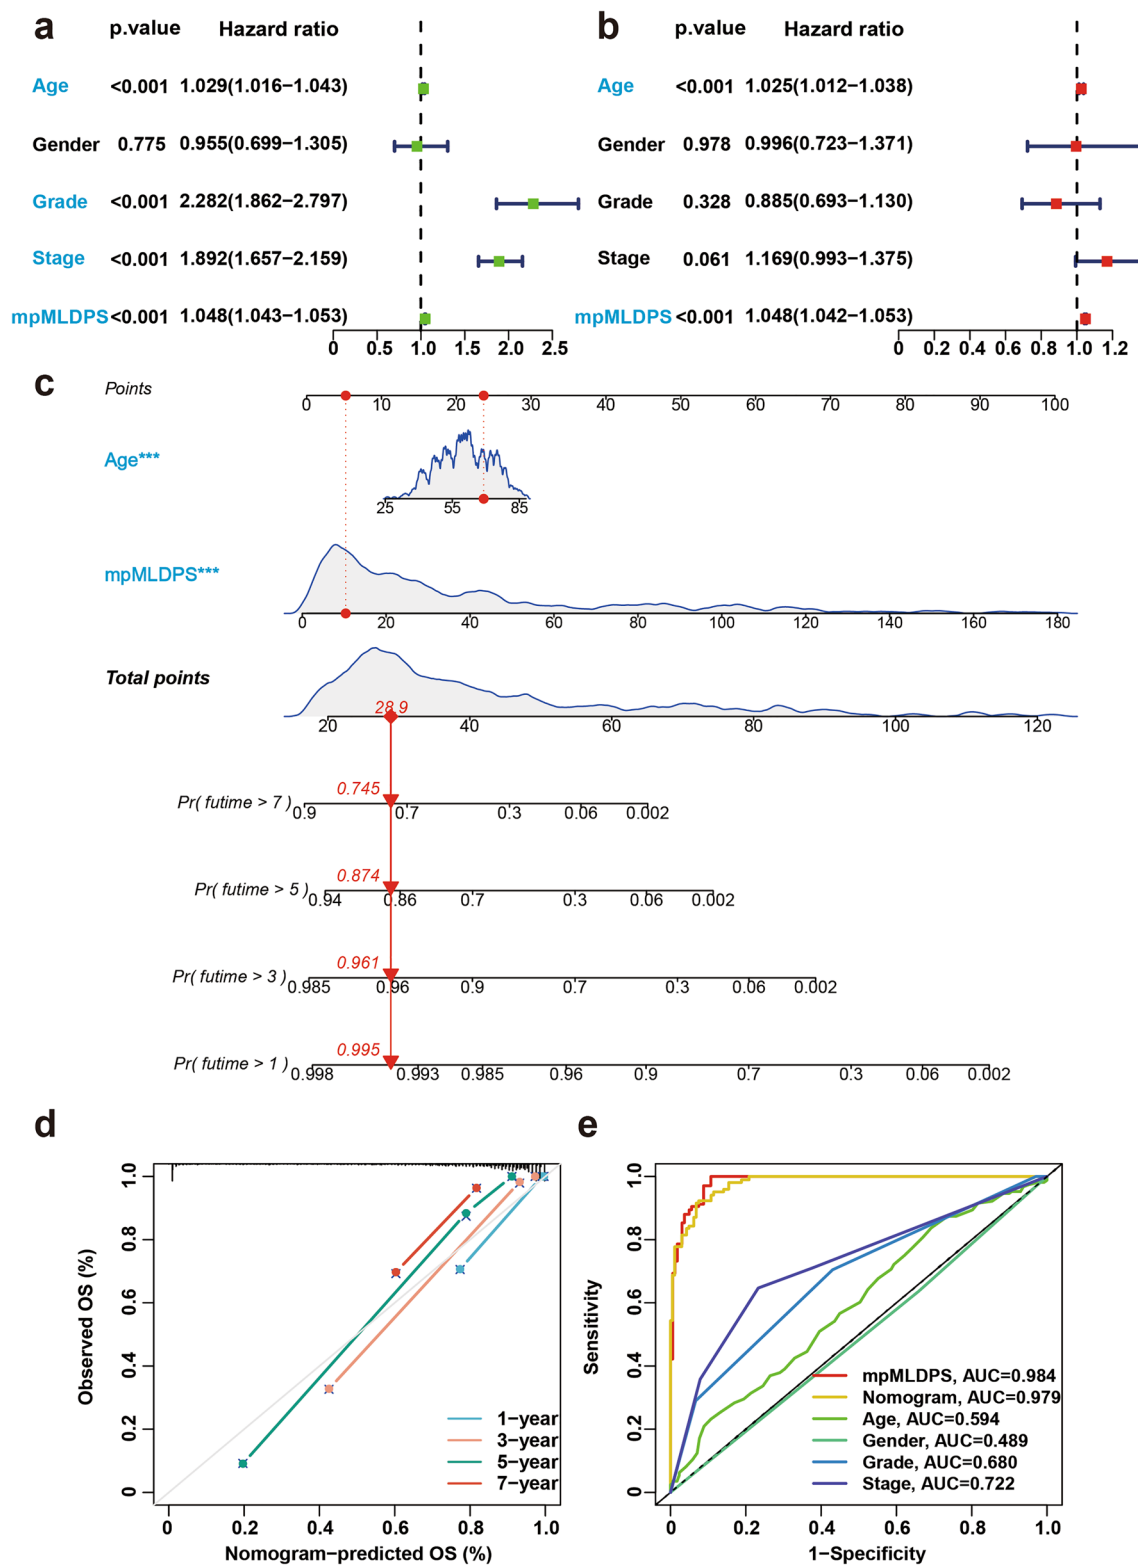 a p.value Hazard ratio
Age <0.001 1.029(1.016−1.043)
Gender 0.775 0.955(0.699−1.305)
Grade <0.001 2.282(1.862−2.797)
Stage <0.001 1.892(1.657−2.159)
mpMLDPS <0.001 1.048(1.043−1.053)
0 0.5 1.0 1.5 2.0 2.5
b p.value Hazard ratio
Age <0.001 1.025(1.012−1.038)
Gender 0.978 0.996(0.723−1.371)
Grade 0.328 0.885(0.693−1.130)
Stage 0.061 1.169(0.993−1.375)
mpMLDPS <0.001 1.048(1.042−1.053)
0 0.2 0.4 0.6 0.8 1.0 1.2
c
Points
0 10 20 30 40 50 60 70 80 90 100
Age***
25 55 85
mpMLDPS***
0 20 40 60 80 100 120 140 160 180
Total points
28.9
20 40 60 80 100 120
0.745
Pr( futime > 7 )
0.9 0.7 0.3 0.06 0.002
0.874
Pr( futime > 5 )
0.94 0.86 0.7 0.3 0.06 0.002
0.961
Pr( futime > 3 )
0.985 0.96 0.9 0.7 0.3 0.06 0.002
0.995
Pr( futime > 1 )
0.998 0.993 0.985 0.96 0.9 0.7 0.3 0.06 0.002
d
Observed OS (%)
1.0
0.8
0.6
0.4
0.2
0
1−year
3−year
5−year
7−year
0 0.2 0.4 0.6 0.8 1.0
Nomogram−predicted OS (%)
e
Sensitivity
1.0
0.8
0.6
0.4
0.2
0
mpMLDPS, AUC=0.984
Nomogram, AUC=0.979
Age, AUC=0.594
Gender, AUC=0.489
Grade, AUC=0.680
Stage, AUC=0.722
0 0.2 0.4 0.6 0.8 1.0
1−Specificity